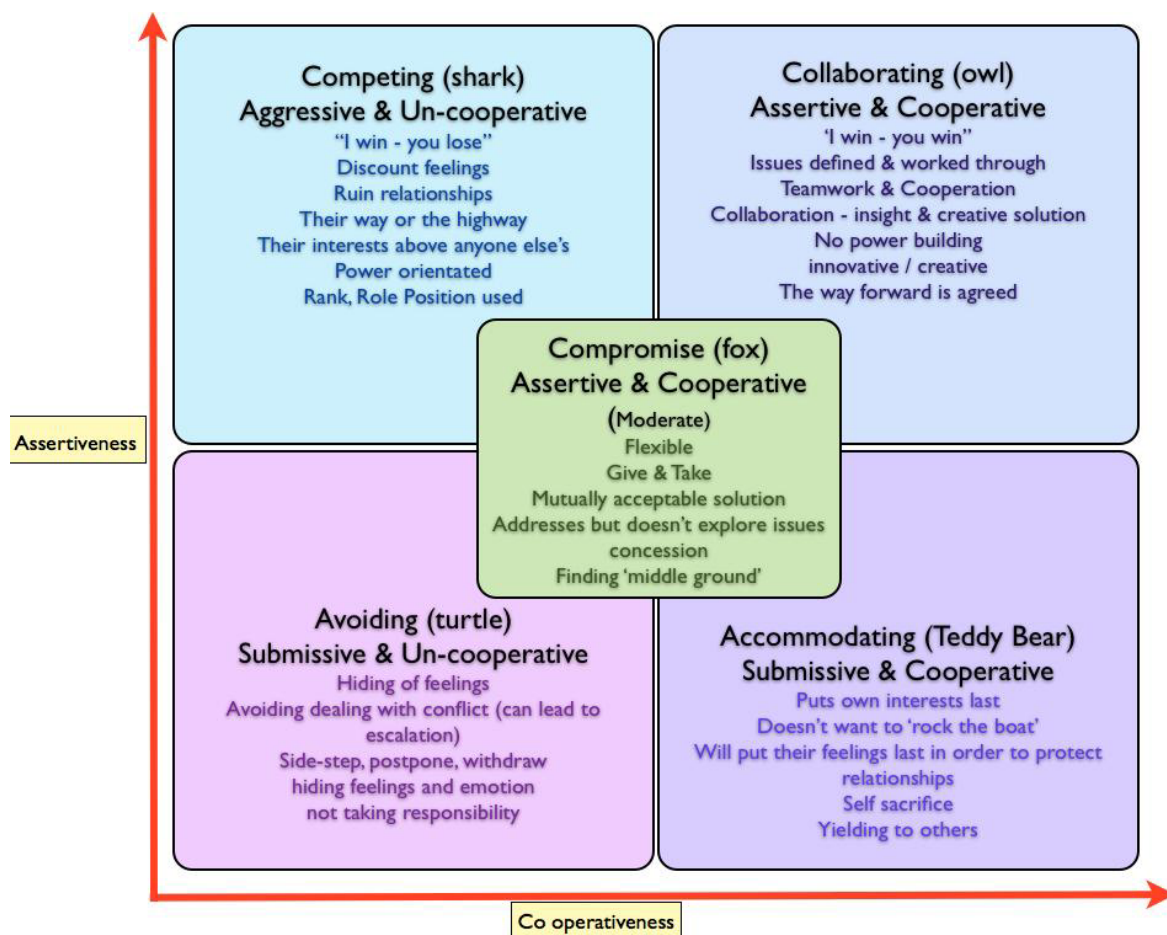 Competing (shark)
Aggressive & Un-cooperative
“I win - you lose”
Discount feelings
Ruin relationships
Their way or the highway
Their interests above anyone else’s
Power orientated
Rank, Role Position used
Collaborating (owl)
Assertive & Cooperative
‘I win - you win”
Issues defined & worked through
Teamwork & Cooperation
Collaboration - insight & creative solution
No power building
innovative / creative
The way forward is agreed
Compromise (fox)
Assertive & Cooperative
(Moderate)
Flexible
Give & Take
Mutually acceptable solution
Addresses but doesn’t explore issues
concession
Finding ‘middle ground’
Assertiveness
Avoiding (turtle)
Submissive & Un-cooperative
Hiding of feelings
Avoiding dealing with conflict (can lead to
escalation)
Side-step, postpone, withdraw
hiding feelings and emotion
not taking responsibility
Accommodating (Teddy Bear)
Submissive & Cooperative
Puts own interests last
Doesn’t want to ‘rock the boat’
Will put their feelings last in order to protect
relationships
Self sacrifice
Yielding to others
Co operativeness